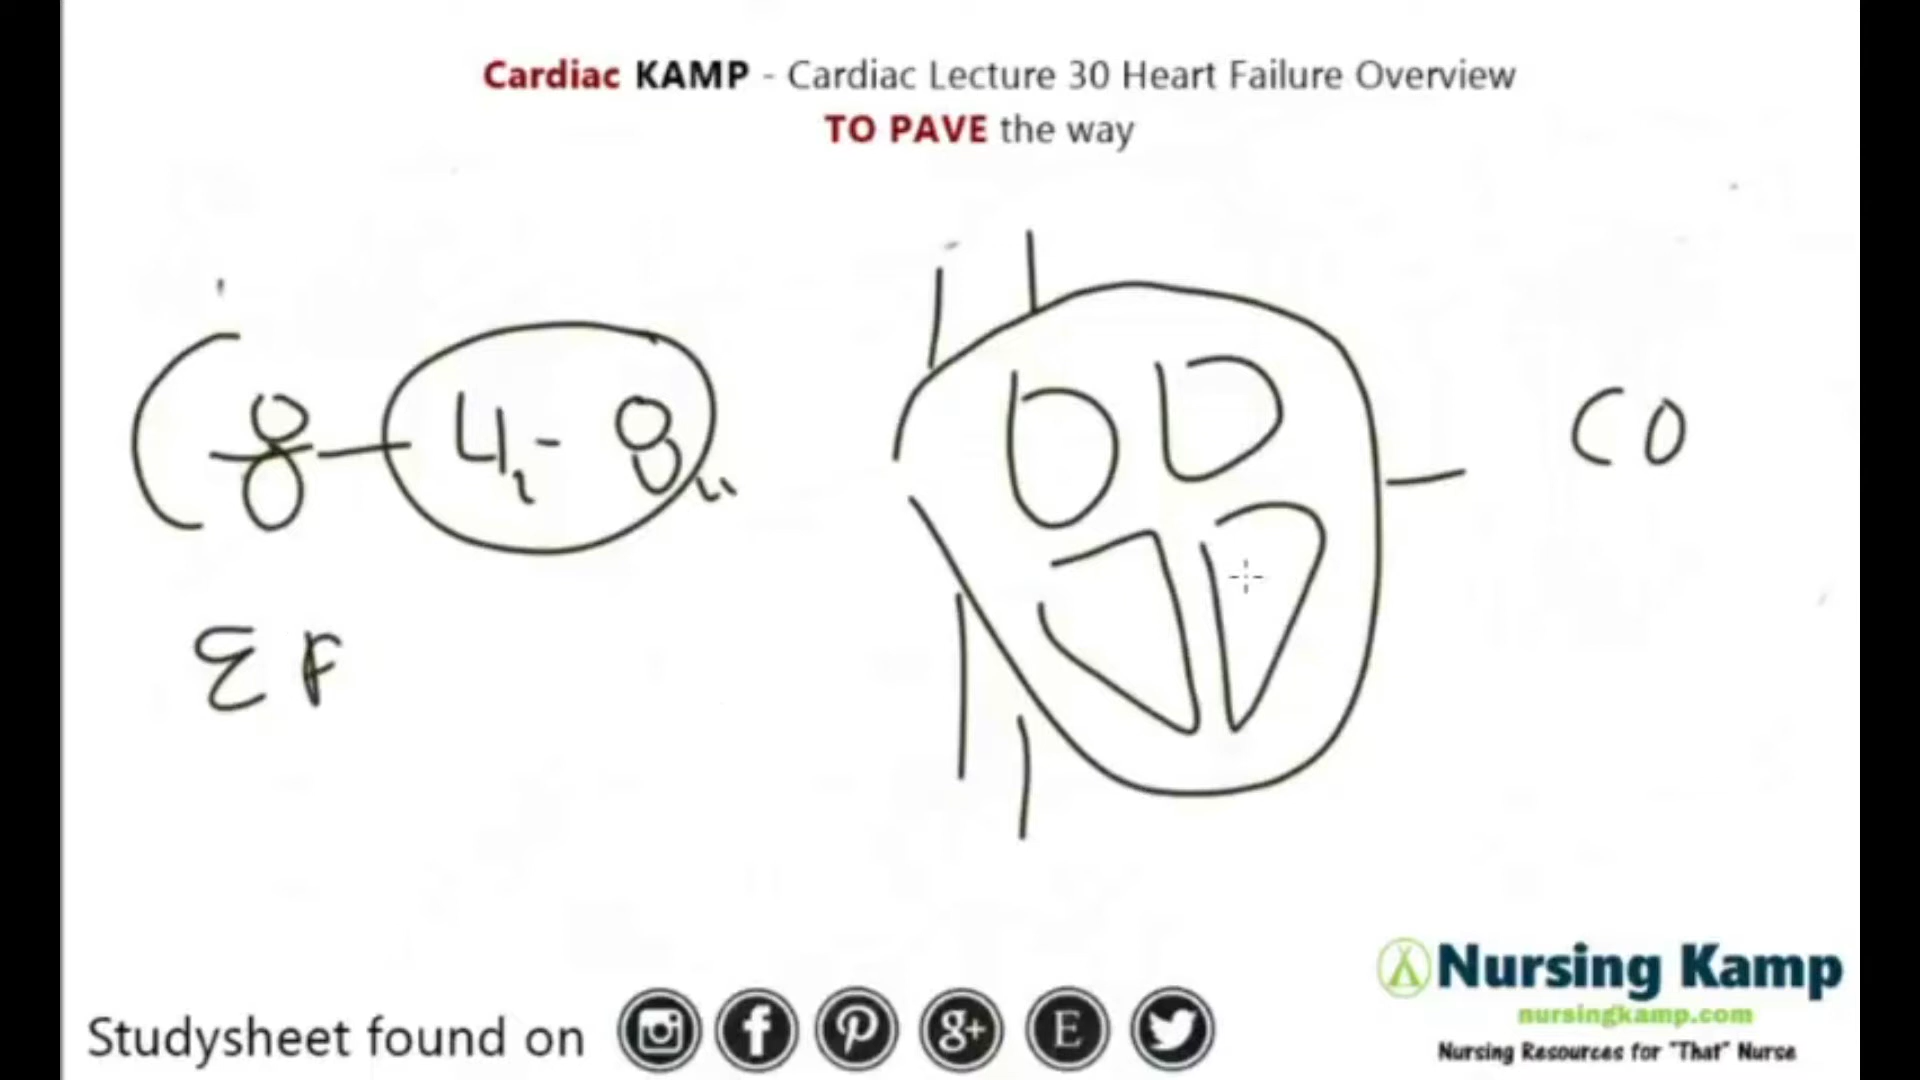 Cardiac KAMP - Cardiac Lecture 30 Heart Failure Overview
TO PAVE the way
8 4 - 8
CO
EF
Nursing Kamp
nursingkamp.com
Nursing Resources for "That" Nurse
Studysheet found on